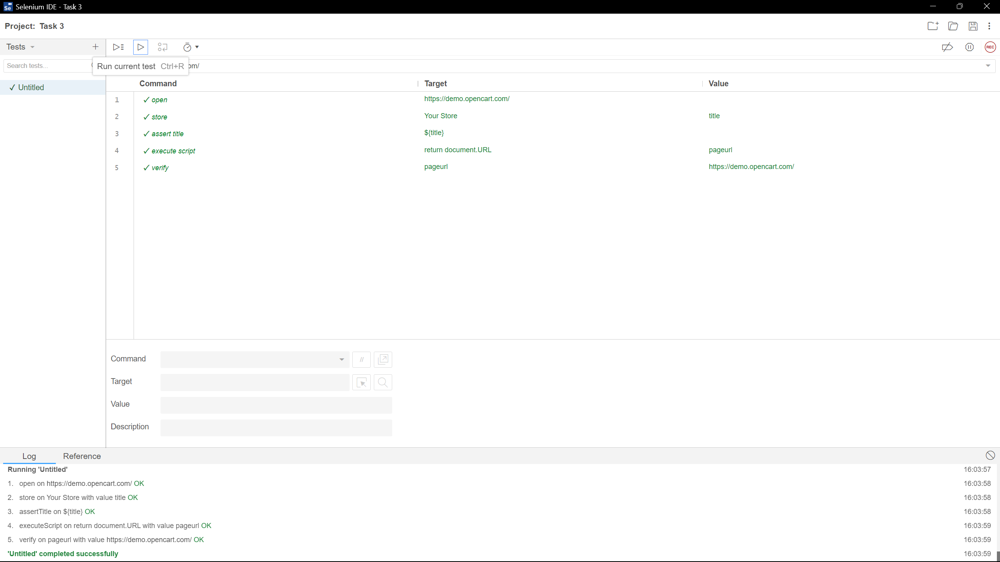 Selenium IDE - Task 3
Project: Task 3
Tests
Search tests...
Run current test Ctrl+R
om/
Command Target Value
✓ Untitled
1 ✓ open https://demo.opencart.com/
2 ✓ store Your Store title
3 ✓ assert title ${title}
4 ✓ execute script return document.URL pageurl
5 ✓ verify pageurl https://demo.opencart.com/
REC
Command //
Target
Value
Description
Log Reference
Running 'Untitled' 16:03:57
1. open on https://demo.opencart.com/ OK 16:03:58
2. store on Your Store with value title OK 16:03:58
3. assertTitle on ${title} OK 16:03:58
4. executeScript on return document.URL with value pageurl OK 16:03:59
5. verify on pageurl with value https://demo.opencart.com/ OK 16:03:59
'Untitled' completed successfully 16:03:59